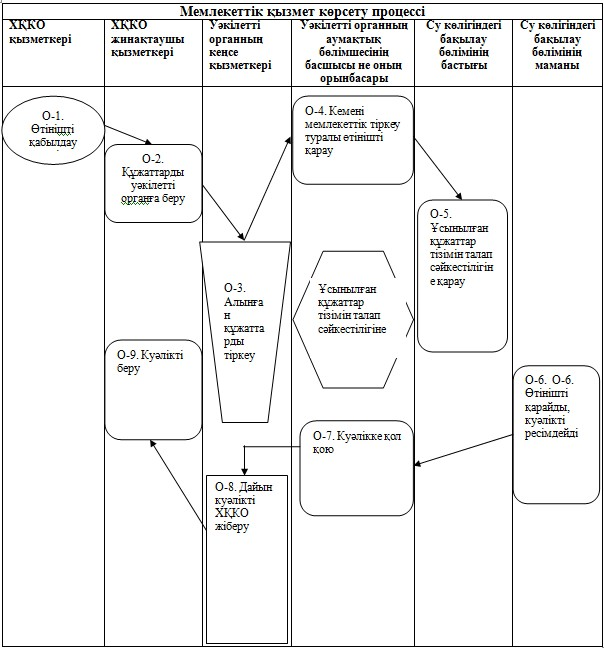 Мемлекеттік қызмет көрсету процессі
ХҚКО
қызметкері
ХҚКО
жинақтаушы
қызметкері
Уәкілетті
органның
кеңсе
қызметкері
Уәкілетті органның
аумақтық
бөлімшесінің
басшысы не оның
орынбасары
Су көлігіндегі
бақылау
бөлімінің
бастығы
Су көлігіндегі
бақылау
бөлімінің
маманы
О-1.
Өтінішті
қабылдау
О-2.
Құжаттарды
уәкілетті
органға беру
О-3.
Алынға
н
құжатта
рды
тіркеу
О-4. Кемені
мемлекеттік тіркеу
туралы өтінішті
қарау
О-5.
Ұсынылған
құжаттар
тізімін талап
сәйкестілігін
е қарау
Ұсынылған
құжаттар
тізімін талап
сәйкестілігіне
О-9. Куәлікті
беру
О-6. О-6.
Өтінішті
қарайды,
куәлікті
ресімдейді
О-7. Куәлікке қол
қою
О-8. Дайын
куәлікті
ХҚКО
жіберу